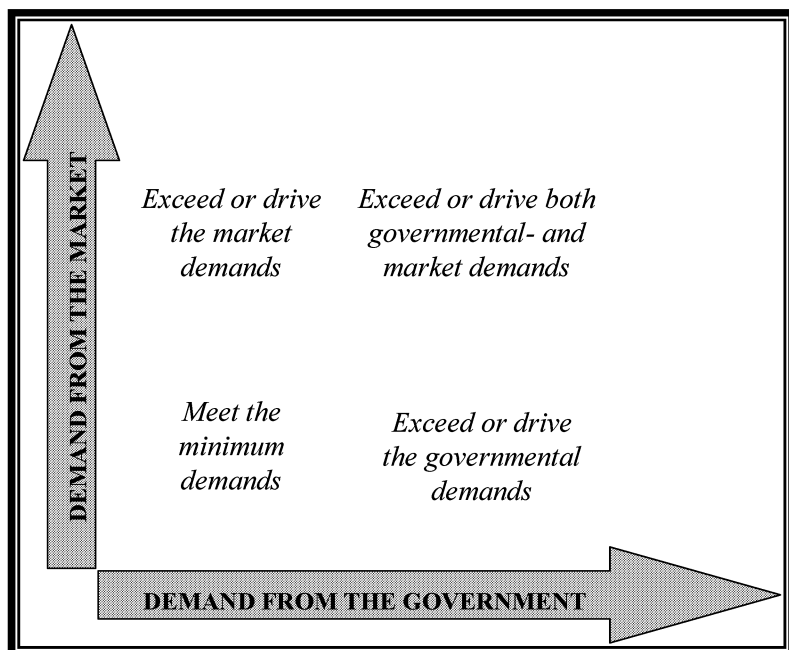 DEMAND FROM THE MARKET
Exceed or drive
the market
demands
Exceed or drive both
governmental- and
market demands
Meet the
minimum
demands
Exceed or drive
the governmental
demands
DEMAND FROM THE GOVERNMENT